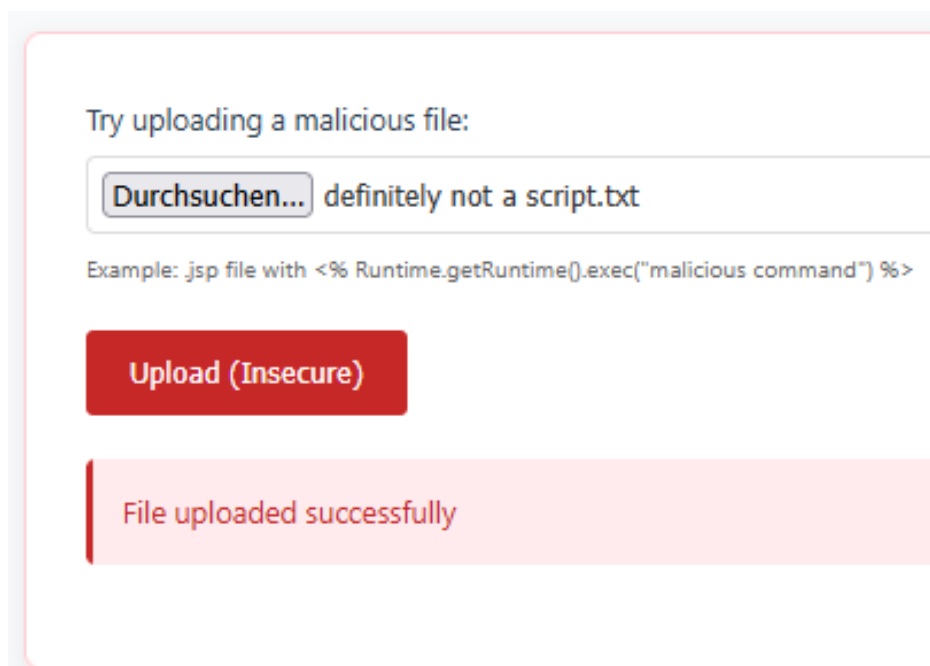 Try uploading a malicious file:
Durchsuchen... definitely not a script.txt
Example: .jsp file with <% Runtime.getRuntime().exec("malicious command") %>
Upload (Insecure)
File uploaded successfully